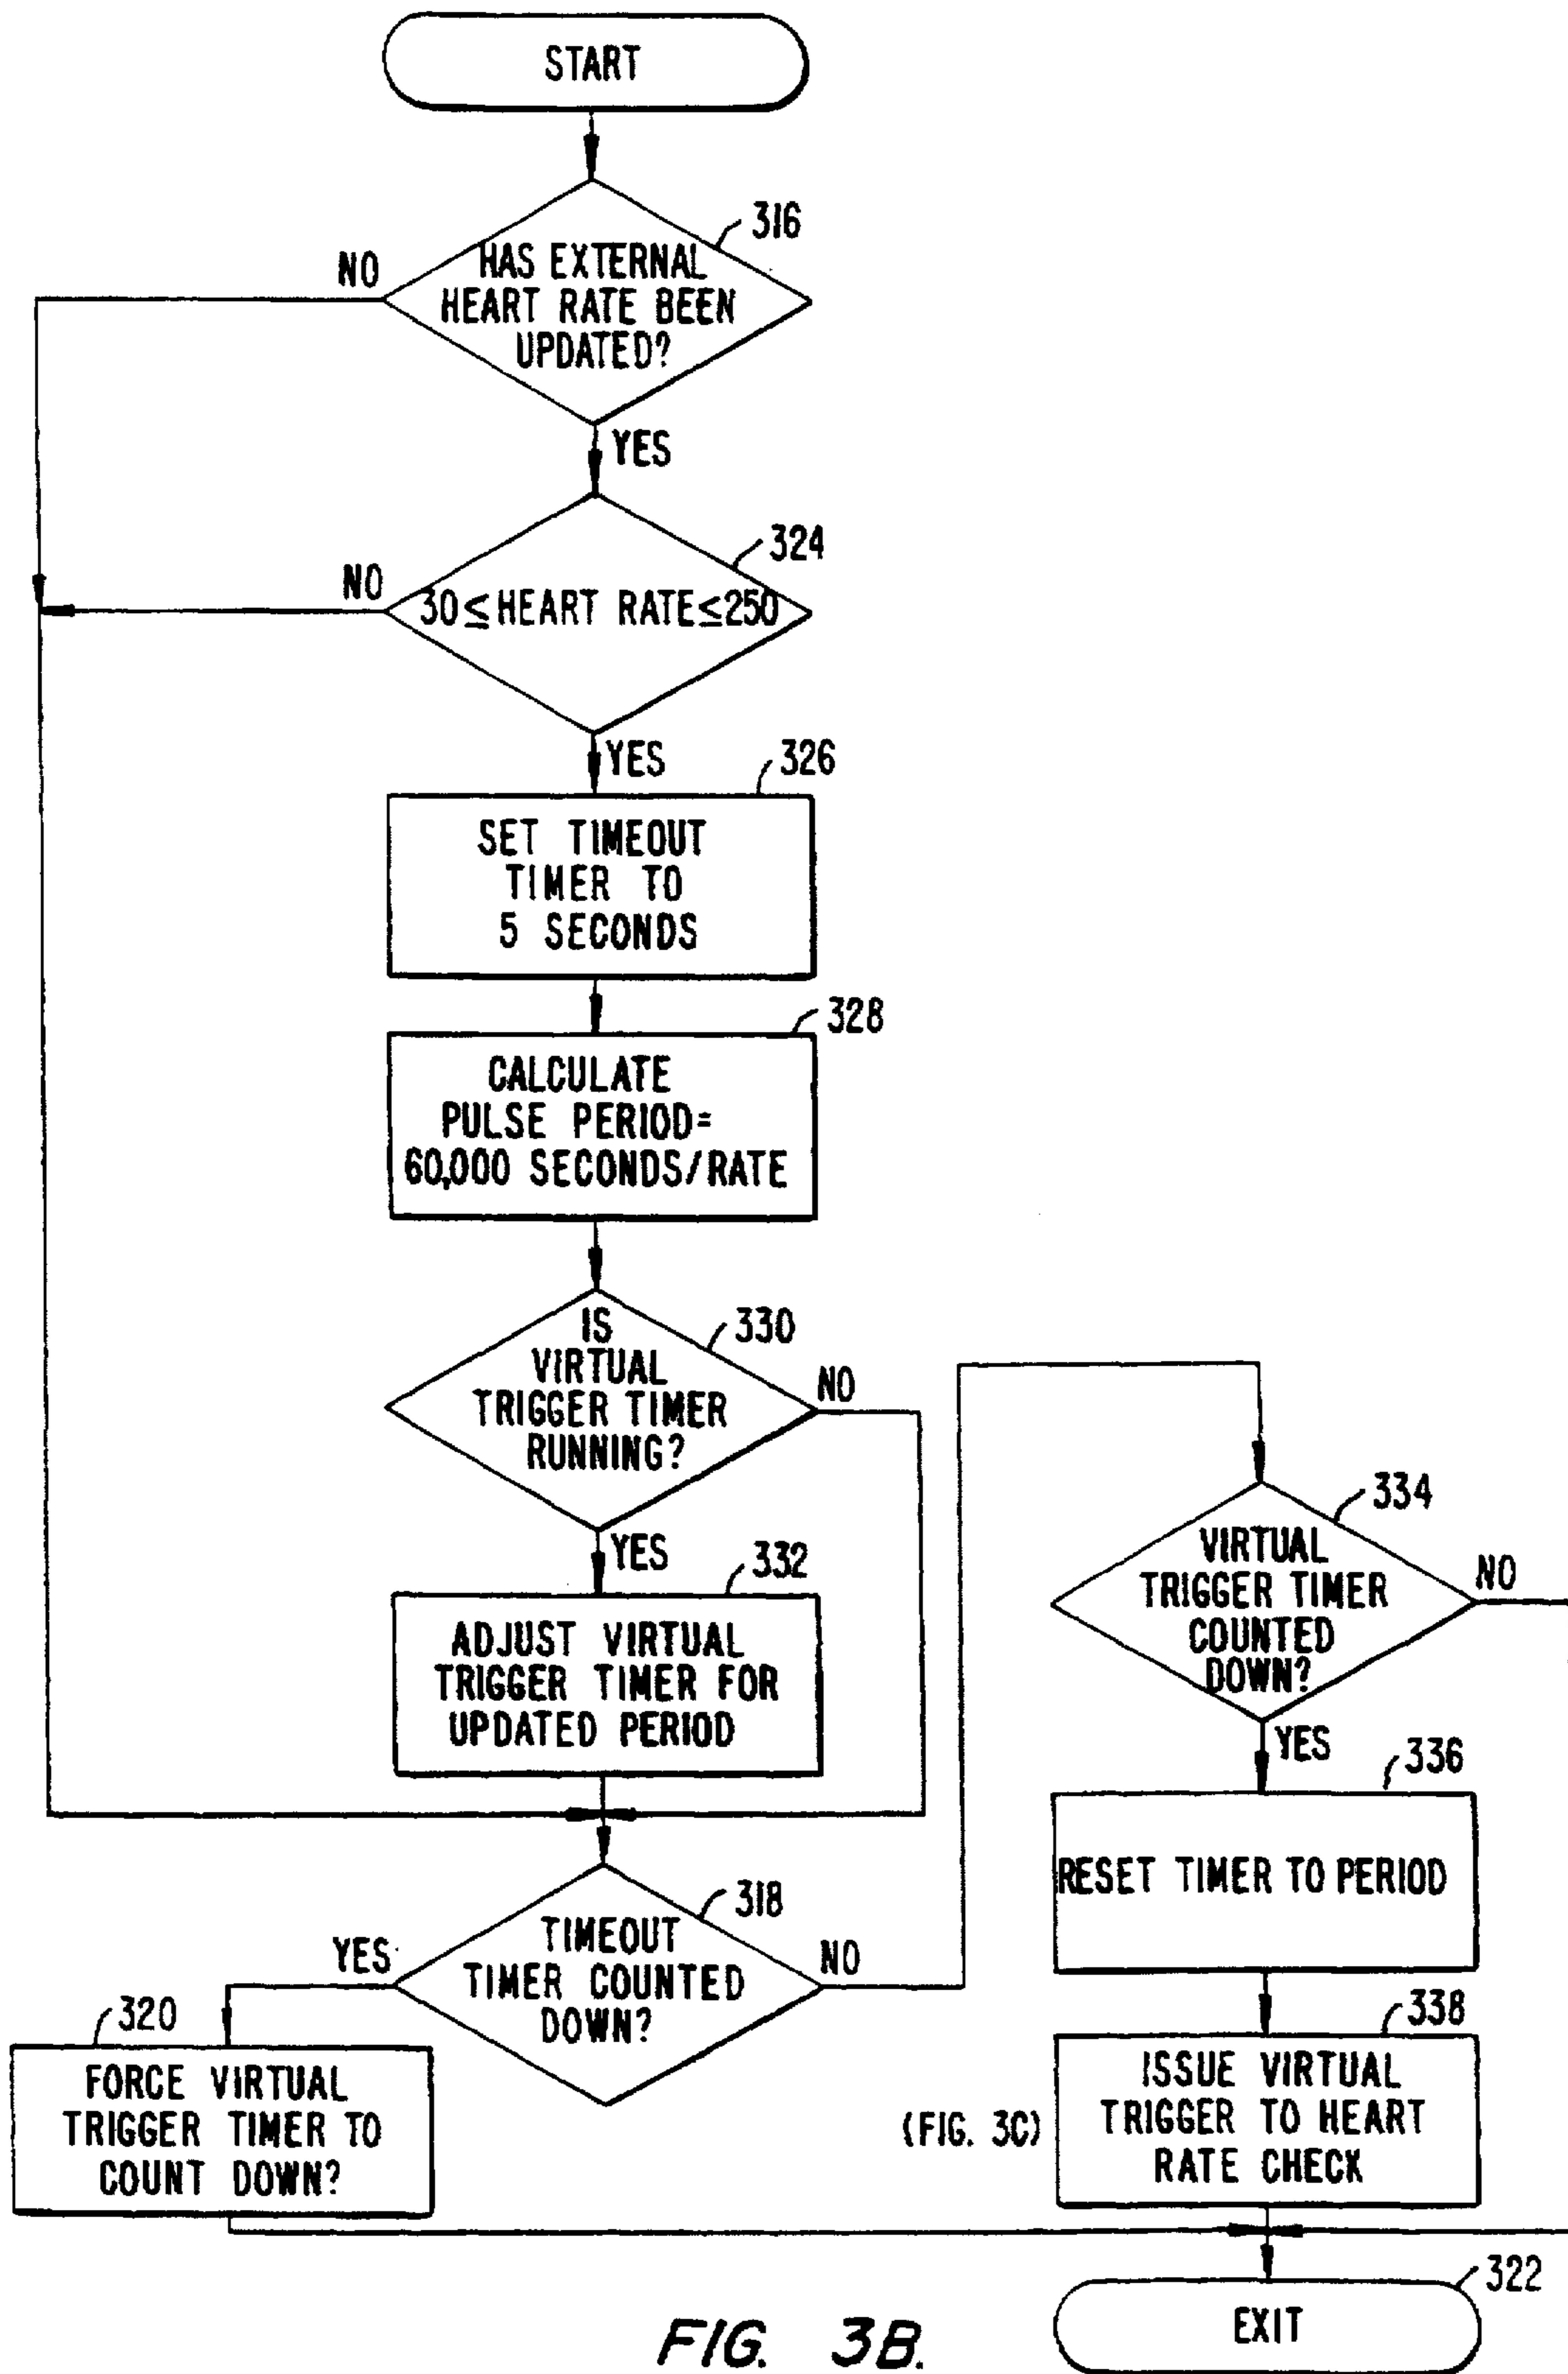 START
316
HAS EXTERNAL
HEART RATE BEEN
UPDATED?
NO
YES
324
30≤HEART RATE≤250
NO
YES
326
SET TIMEOUT
TIMER TO
5 SECONDS
328
CALCULATE
PULSE PERIOD=
60,000 SECONDS/RATE
330
IS
VIRTUAL
TRIGGER TIMER
RUNNING?
NO
YES
332
ADJUST VIRTUAL
TRIGGER TIMER FOR
UPDATED PERIOD
318
TIMEOUT
TIMER COUNTED
DOWN?
YES
NO
320
FORCE VIRTUAL
TRIGGER TIMER TO
COUNT DOWN?
334
VIRTUAL
TRIGGER TIMER
COUNTED
DOWN?
NO
YES
336
RESET TIMER TO PERIOD
338
(FIG. 3C)
ISSUE VIRTUAL
TRIGGER TO HEART
RATE CHECK
322
EXIT
FIG. 3B.